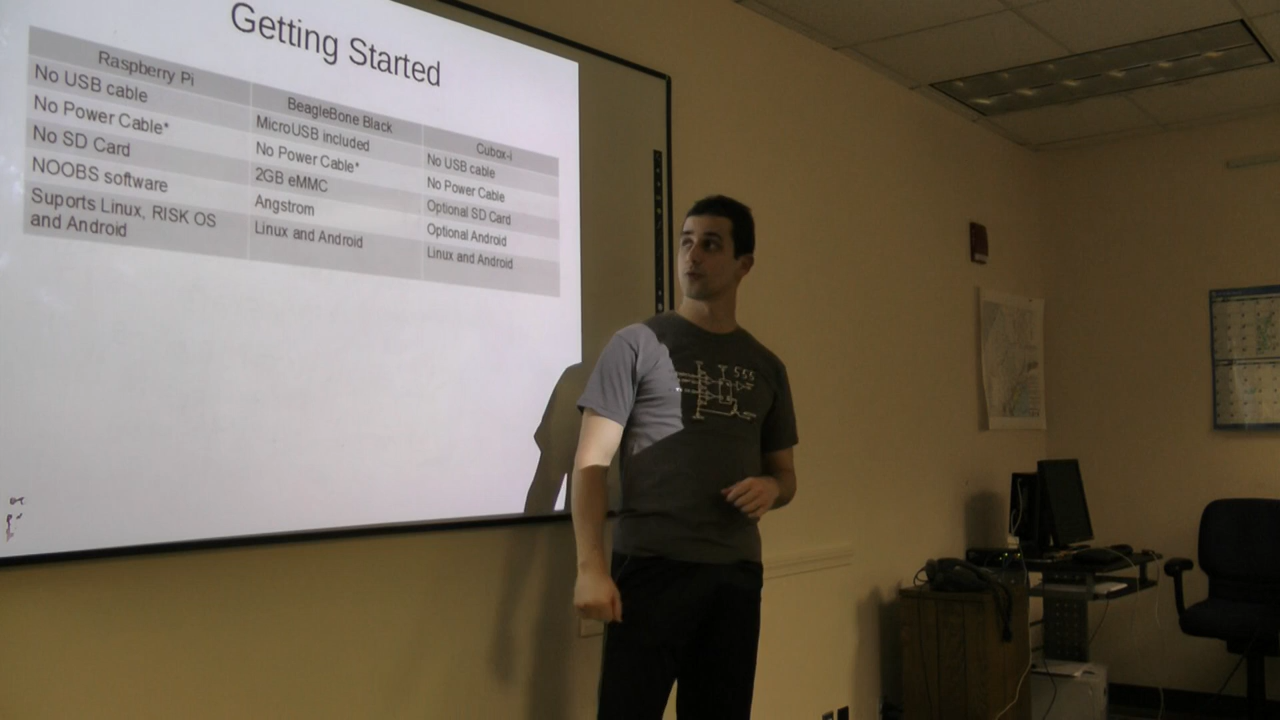 Getting Started
Raspberry Pi
BeagleBone Black
Cubox-i
No USB cable
MicroUSB included
No USB cable
No Power Cable*
No Power Cable*
No Power Cable
No SD Card
2GB eMMC
Optional SD Card
NOOBS software
Angstrom
Optional Android
Suports Linux, RISK OS
and Android
Linux and Android
Linux and Android
555